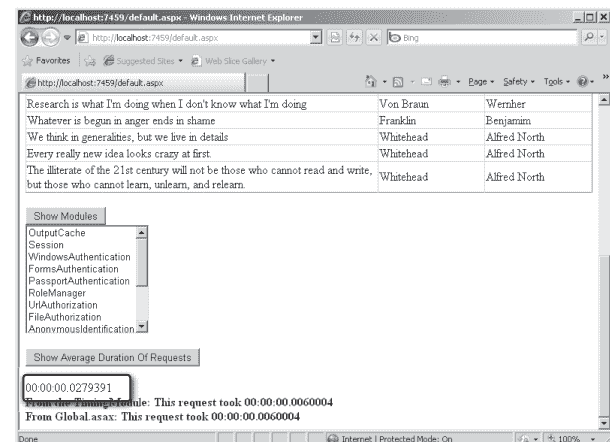 http://localhost:7459/default.aspx - Windows Internet Explorer
http://localhost:7459/default.aspx
Bing
Favorites
Suggested Sites
Web Slice Gallery
http://localhost:7459/default.aspx
Page
Safety
Tools
Research is what I'm doing when I don't know what I'm doing Von Braun Wernher
Whatever is begun in anger ends in shame Franklin Benjamim
We think in generalities, but we live in details Whitehead Alfred North
Every really new idea looks crazy at first. Whitehead Alfred North
The illiterate of the 21st century will not be those who cannot read and write, Whitehead Alfred North
but those who cannot learn, unlearn, and relearn.
Show Modules
OutputCache
Session
WindowsAuthentication
FormsAuthentication
PassportAuthentication
RoleManager
UrlAuthorization
FileAuthorization
AnonymousIdentification
Show Average Duration Of Requests
00:00:00.0279391
From the TimingModule: This request took 00:00:00.0060004
From Global.asax: This request took 00:00:00.0060004
Done
Internet | Protected Mode: On
100%